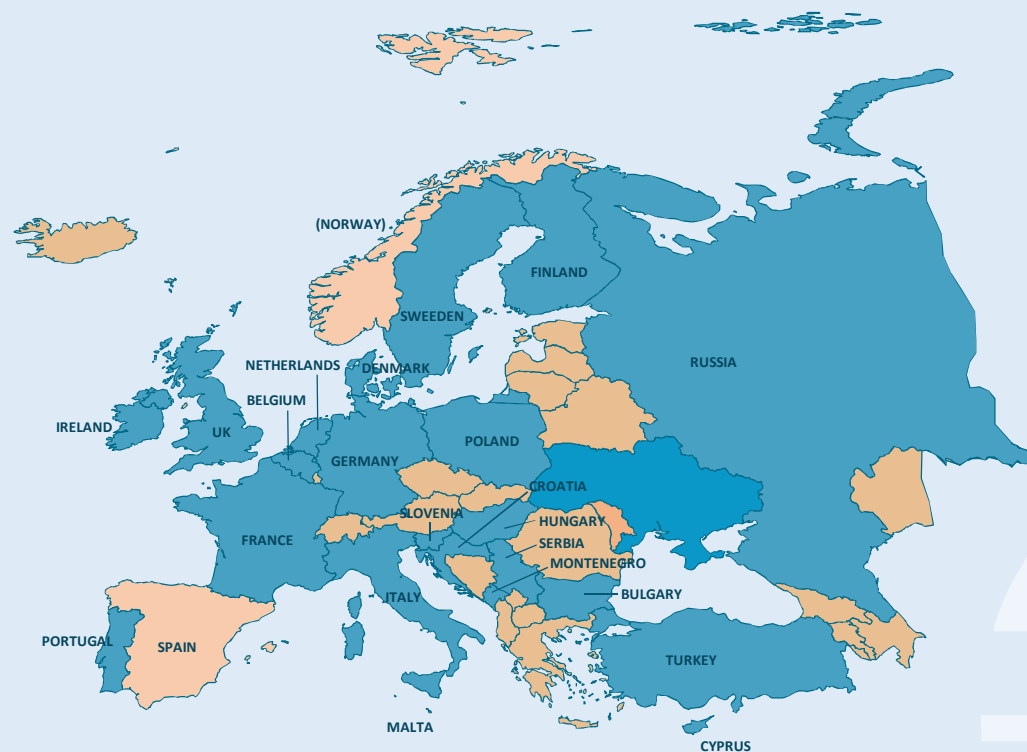 (NORWAY)
FINLAND
SWEEDEN
RUSSIA
NETHERLANDS
DENMARK
BELGIUM
IRELAND
UK
POLAND
GERMANY
CROATIA
SLOVENIA
HUNGARY
FRANCE
SERBIA
MONTENEGRO
ITALY
BULGARY
PORTUGAL
SPAIN
TURKEY
MALTA
CYPRUS